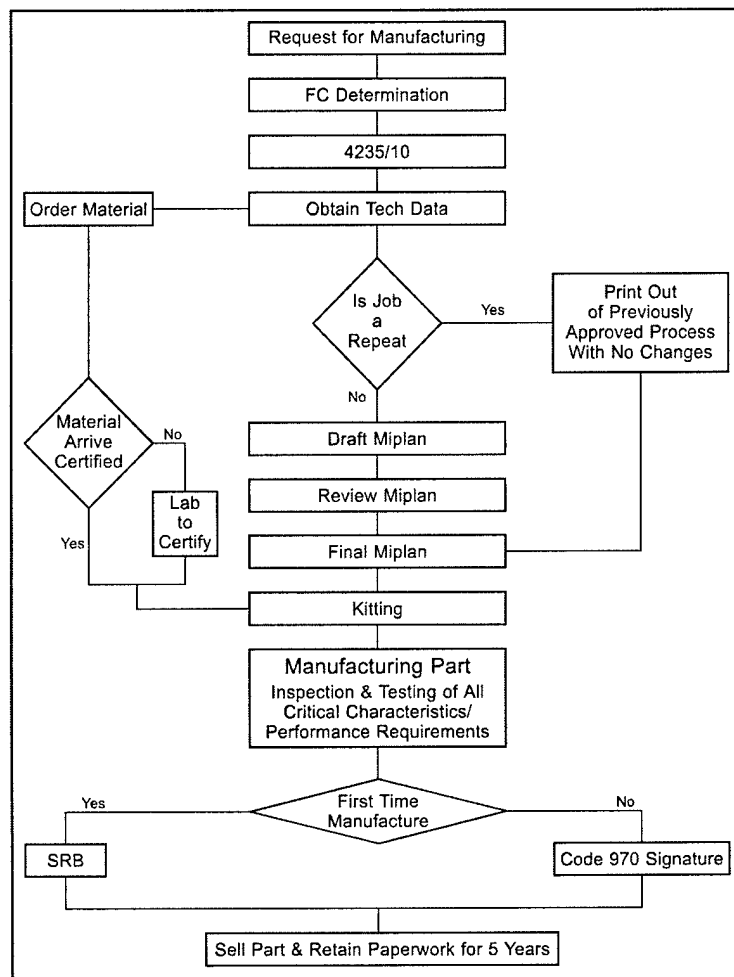 Request for Manufacturing
FC Determination
4235/10
Order Material
Obtain Tech Data
Is Job
a
Repeat
Yes
Print Out
of Previously
Approved Process
With No Changes
No
Material
Arrive
Certified
No
Draft Miplan
Review Miplan
Lab
to
Certify
Yes
Final Miplan
Kitting
Manufacturing Part
Inspection & Testing of All
Critical Characteristics/
Performance Requirements
Yes
First Time
Manufacture
No
SRB
Code 970 Signature
Sell Part & Retain Paperwork for 5 Years